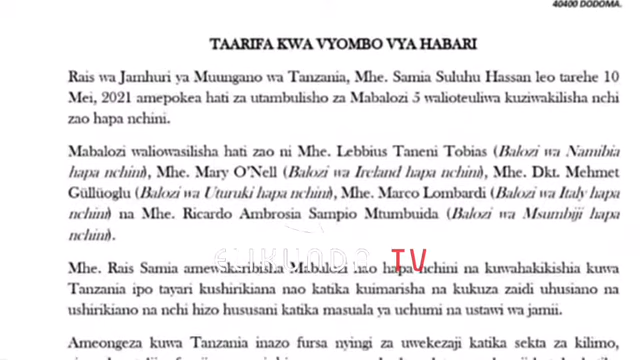 40400 DODOMA.
TAARIFA KWA VYOMBO VYA HABARI
Rais wa Jamhuri ya Muungano wa Tanzania, Mhe. Samia Suluhu Hassan leo tarehe 10
Mei, 2021 amepokea hati za utambulisho za Mabalozi 5 walioteuliwa kuziwakilisha nchi
zao hapa nchini.
Mabalozi waliowasilisha hati zao ni Mhe. Lebbius Taneni Tobias (Balozi wa Namibia
hapa nchini), Mhe. Mary O'Nell (Balozi wa Ireland hapa nchini), Mhe. Dkt. Mehmet
Güllüoglu (Balozi wa Uturuki hapa nchini), Mhe. Marco Lombardi (Balozi wa Italy hapa
nchini) na Mhe. Ricardo Ambrosia Sampio Mtumbuida (Balozi wa Msumbiji hapa
nchini).
TV
Mhe. Rais Samia amewakaribisha Mabalozi hao hapa nchini na kuwahakikishia kuwa
Tanzania ipo tayari kushirikiana nao katika kuimarisha na kukuza zaidi uhusiano na
ushirikiano na nchi hizo hususani katika masuala ya uchumi na ustawi wa jamii.
Ameongeza kuwa Tanzania inazo fursa nyingi za uwekezaji katika sekta za kilimo,